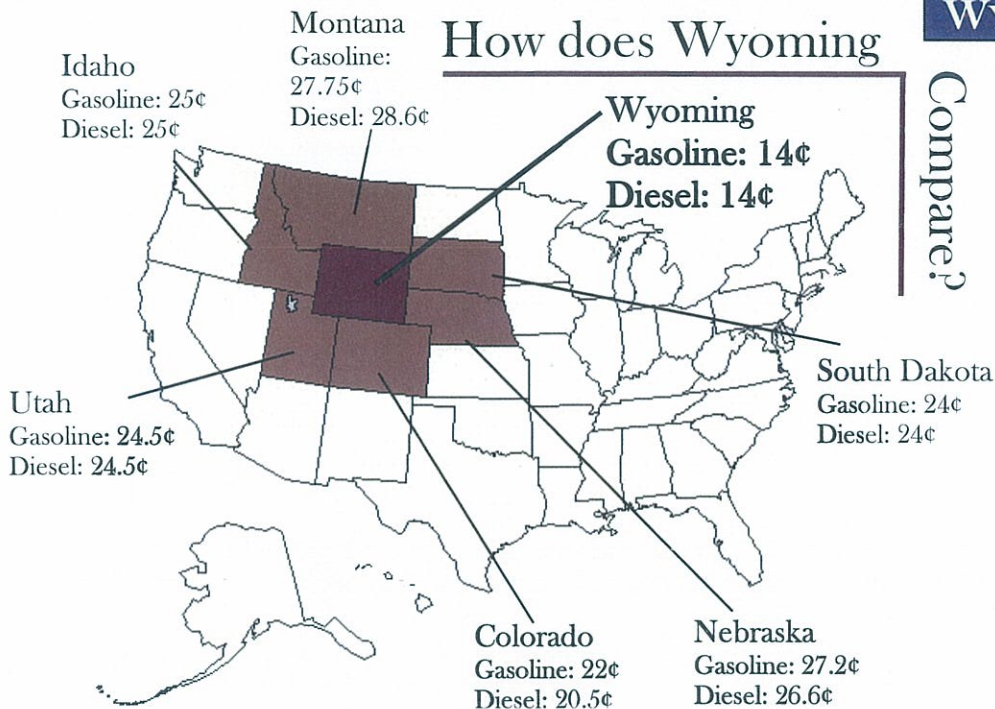 Wy
How does Wyoming
Compare?
Montana
Gasoline:
27.75¢
Diesel: 28.6¢
Idaho
Gasoline: 25¢
Diesel: 25¢
Wyoming
Gasoline: 14¢
Diesel: 14¢
South Dakota
Gasoline: 24¢
Diesel: 24¢
Utah
Gasoline: 24.5¢
Diesel: 24.5¢
Colorado
Gasoline: 22¢
Diesel: 20.5¢
Nebraska
Gasoline: 27.2¢
Diesel: 26.6¢